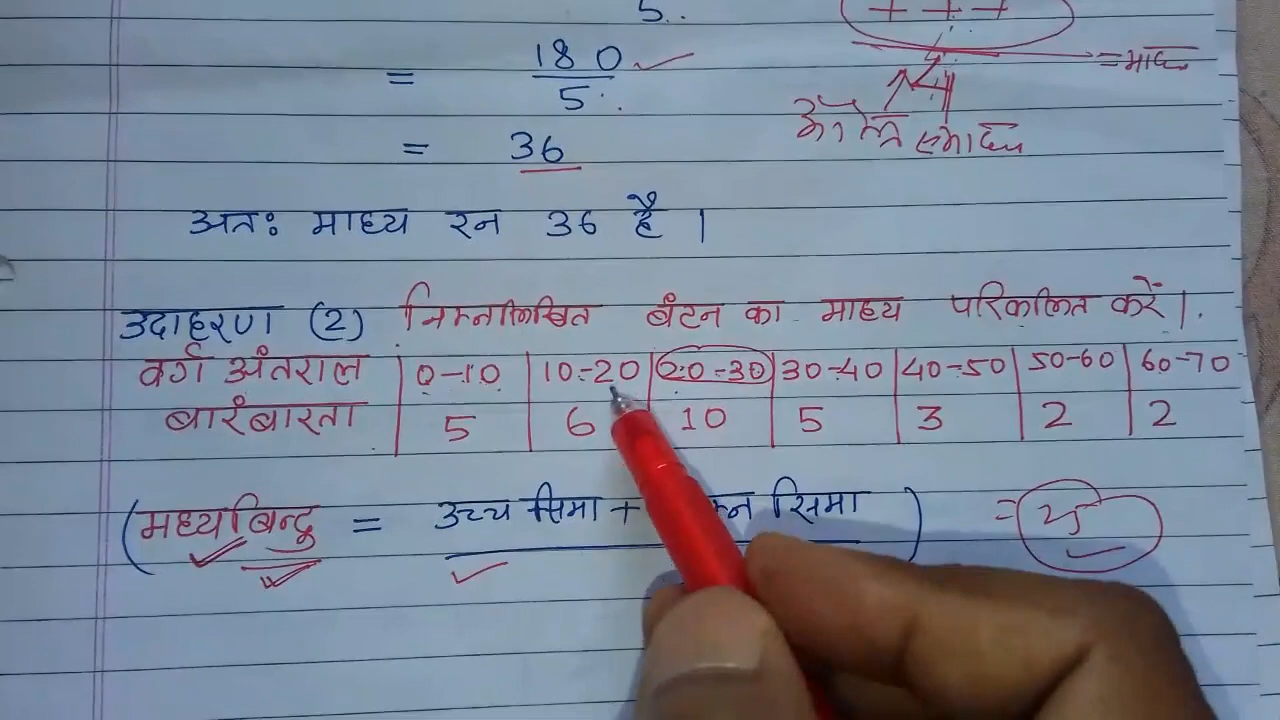 5..
+ + +
= 180
5
= 36
अतः माध्य रन 36 है ।
उदाहरण (2) निम्नलिखित बंटन का माध्य परिकलित करें ।
वर्ग अंतराल 0-10 10-20 20-30 30-40 40-50 50-60 60-70
बारंबारता 5 6 10 5 3 2 2
(मध्यबिन्दु = उच्च सिमा + सिमा)